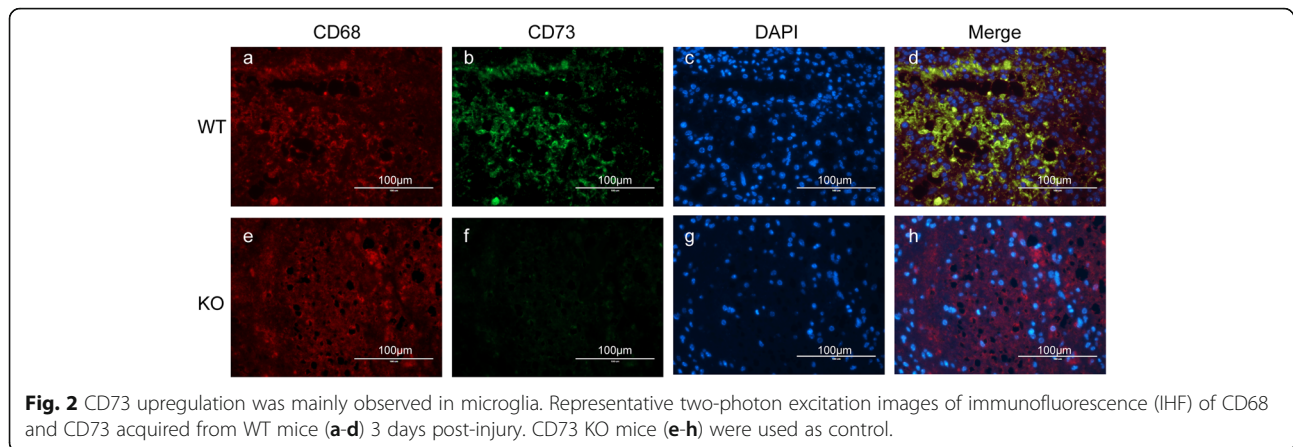 CD68 CD73 DAPI Merge
WT
a b c d
100µm 100µm 100µm 100µm
KO
e f g h
100µm 100µm 100µm 100µm
Fig. 2 CD73 upregulation was mainly observed in microglia. Representative two-photon excitation images of immunofluorescence (IHF) of CD68
and CD73 acquired from WT mice (a-d) 3 days post-injury. CD73 KO mice (e-h) were used as control.